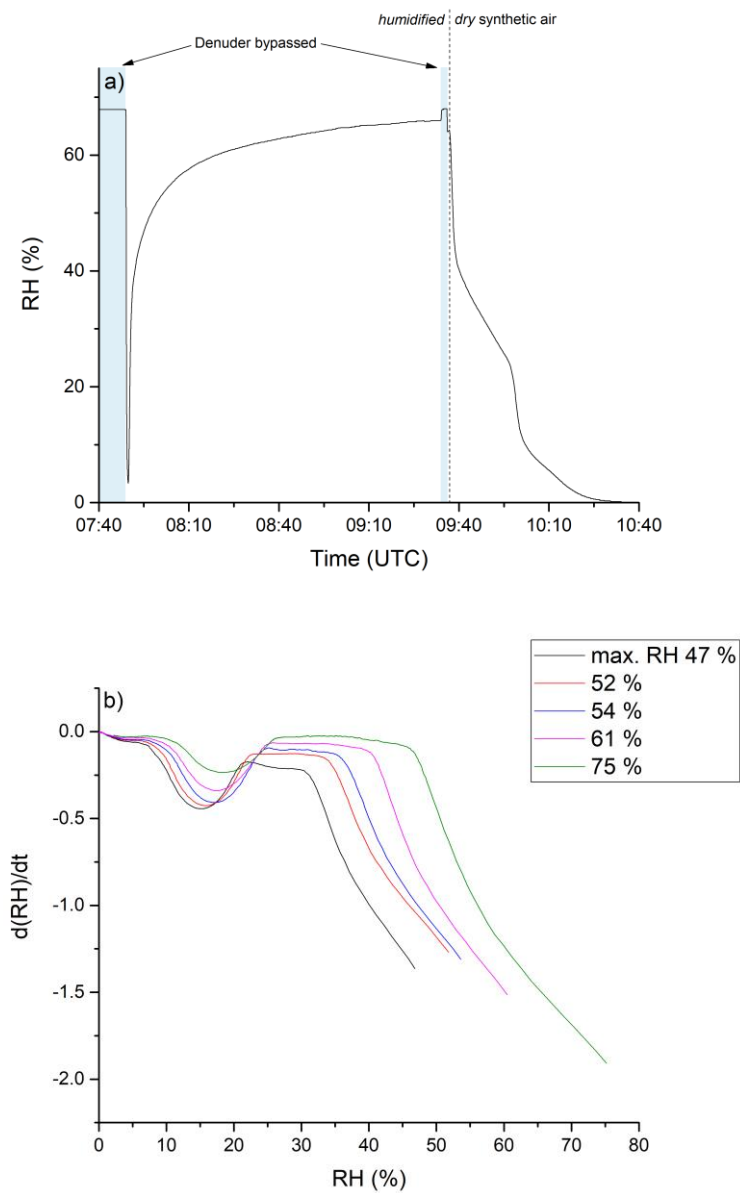 humidified dry synthetic air
Denuder bypassed
a)
60
40
20
0
RH (%)
07:40 08:10 08:40 09:10 09:40 10:10 10:40
Time (UTC)
max. RH 47 %
52 %
54 %
61 %
75 %
b)
0.0
-0.5
-1.0
-1.5
-2.0
d(RH)/dt
0 10 20 30 40 50 60 70 80
RH (%)